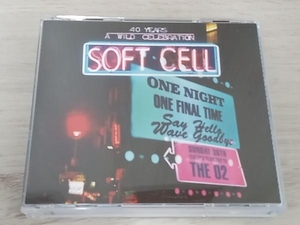 40 YEARS
A WILD CELEBRATION
SOFT CELL
ONE NIGHT
ONE FINAL TIME
Say Hello
Wave Goodbye
THE O2